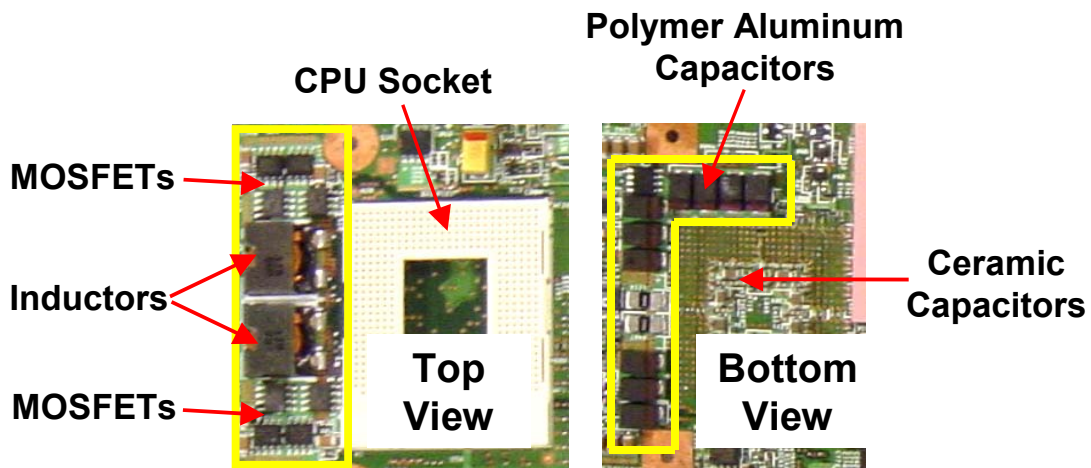 Polymer Aluminum
Capacitors
CPU Socket
MOSFETs
Inductors
MOSFETs
Ceramic
Capacitors
Top
View
Bottom
View